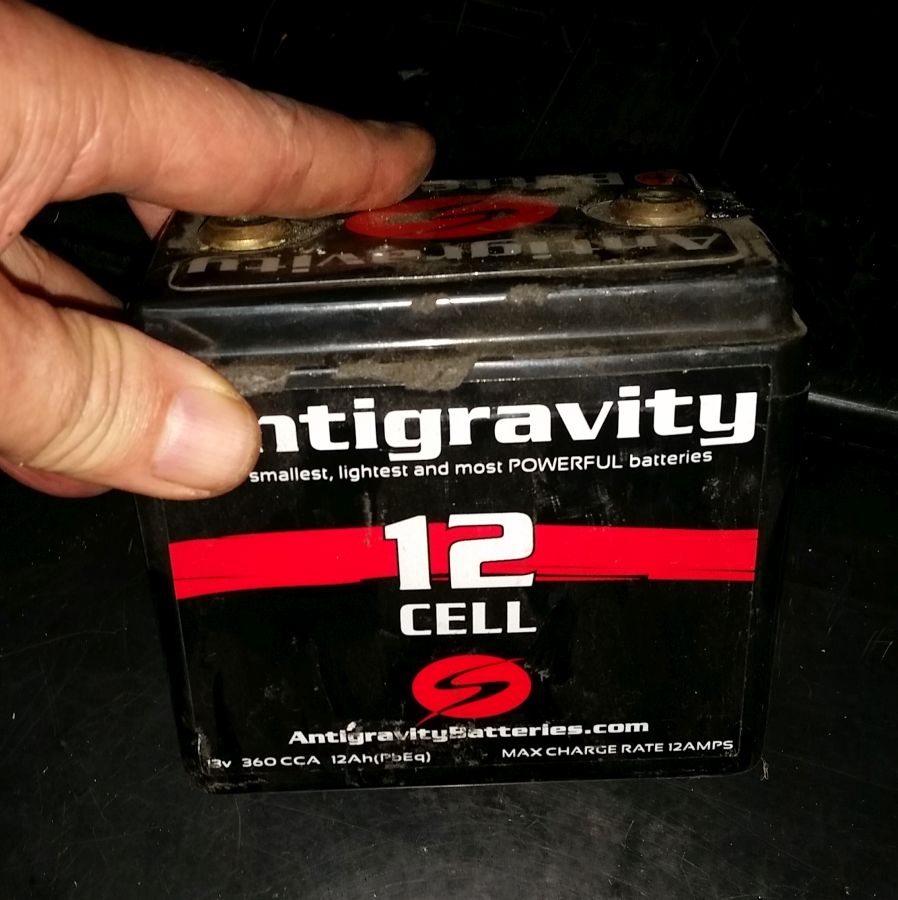 Antigravity
ntigravity
smallest, lightest and most POWERFUL batteries
12
CELL
AntigravityBatteries.com
13v 360 CCA 12Ah(PbEq)
MAX CHARGE RATE 12AMPS